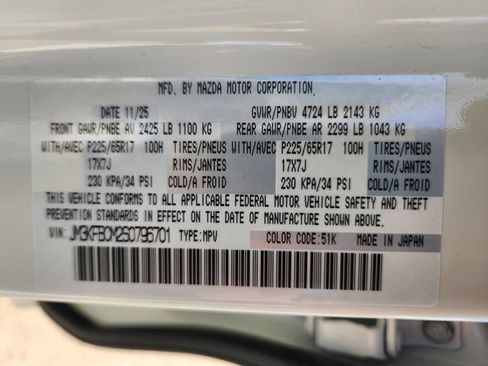 MFD. BY MAZDA MOTOR CORPORATION.
DATE 11/25 GVWR/PNBV 4724 LB 2143 KG
FRONT GAWR/PNBE AV 2425 LB 1100 KG REAR GAWR/PNBE AR 2299 LB 1043 KG
WITH/AVEC P225/65R17 100H TIRES/PNEUS WITH/AVEC P225/65R17 100H TIRES/PNEUS
17X7J RIMS/JANTES 17X7J RIMS/JANTES
230 KPA/34 PSI COLD/A FROID 230 KPA/34 PSI COLD/A FROID
THIS VEHICLE CONFORMS TO ALL APPLICABLE FEDERAL MOTOR VEHICLE SAFETY AND THEFT
PREVENTION STANDARDS IN EFFECT ON THE DATE OF MANUFACTURE SHOWN ABOVE.
VIN: JM3KFBCM2S0796701 TYPE:MPV COLOR CODE:51K MADE IN JAPAN